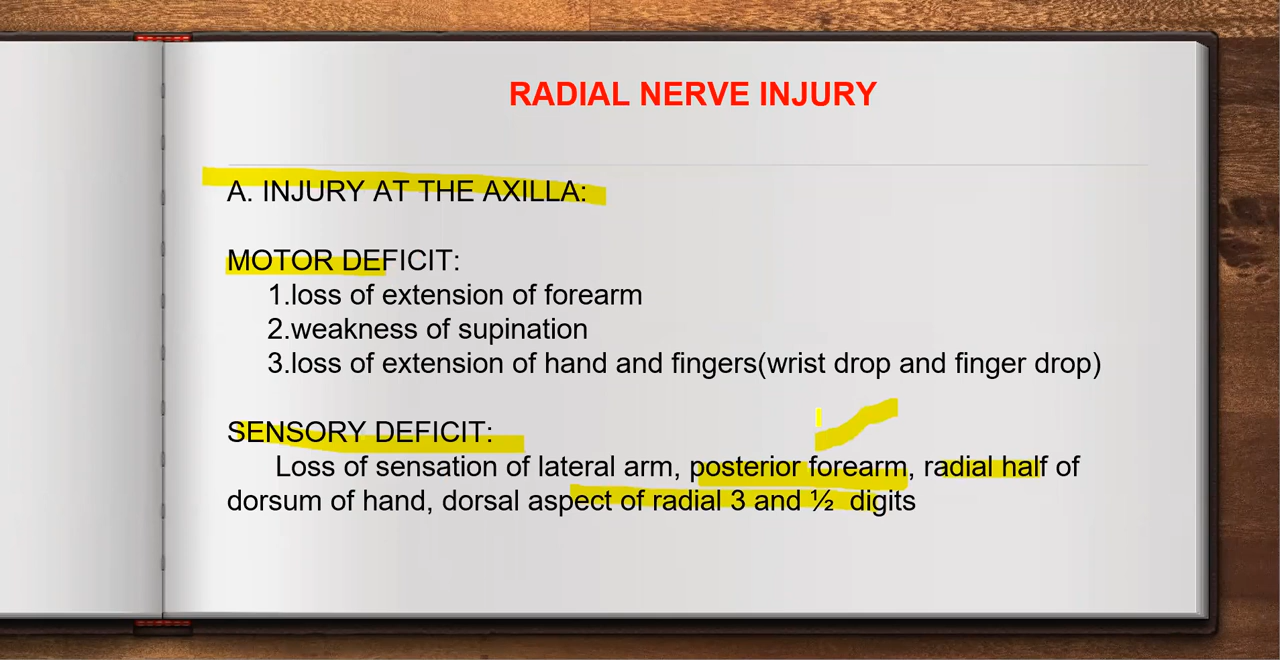 RADIAL NERVE INJURY
A. INJURY AT THE AXILLA:
MOTOR DEFICIT:
1.loss of extension of forearm
2.weakness of supination
3.loss of extension of hand and fingers(wrist drop and finger drop)
SENSORY DEFICIT:
Loss of sensation of lateral arm, posterior forearm, radial half of
dorsum of hand, dorsal aspect of radial 3 and ½ digits